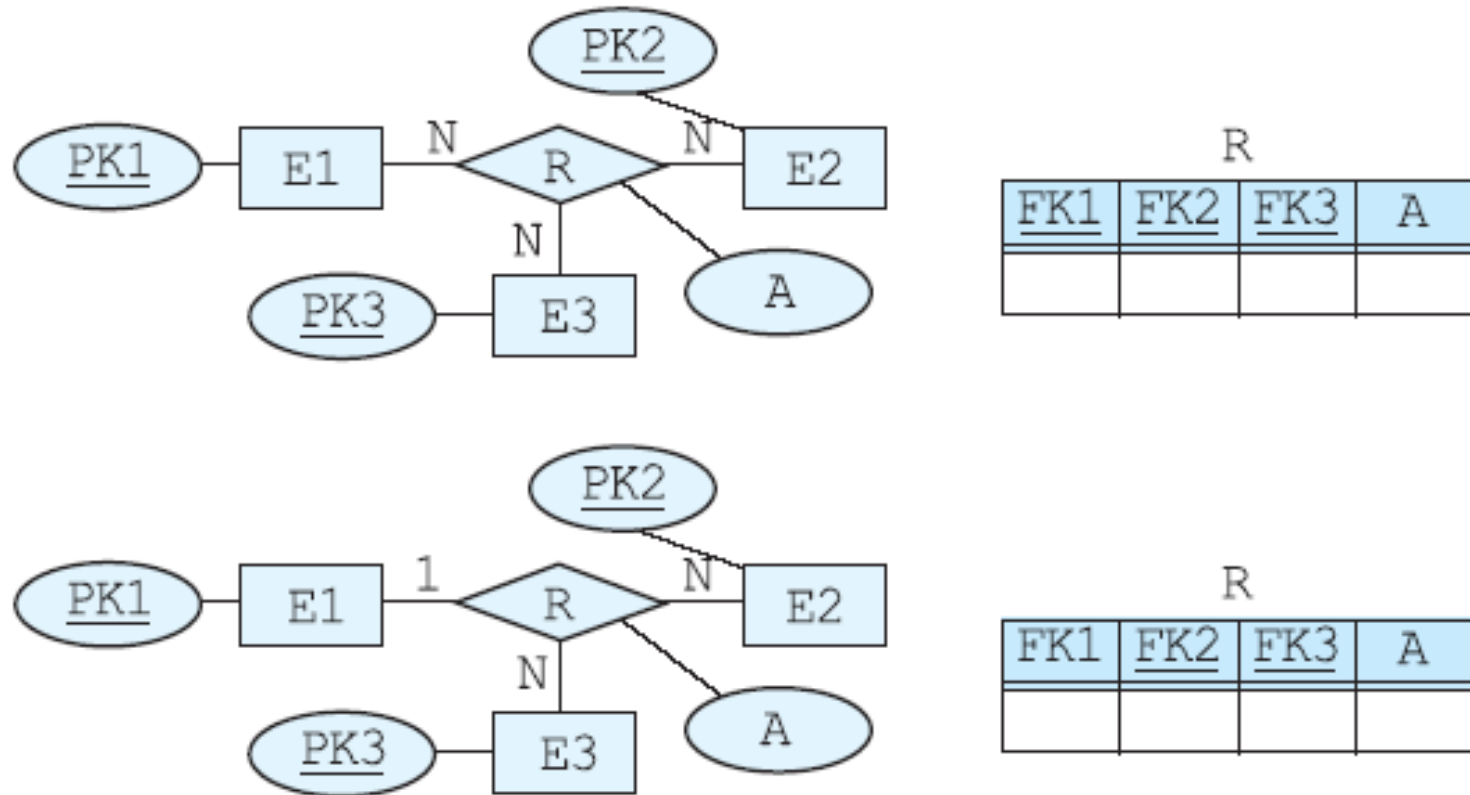 PK2
PK1 E1 N R N E2
N
PK3 E3 A
R
FK1 FK2 FK3 A
PK2
PK1 E1 1 R N E2
N
PK3 E3 A
R
FK1 FK2 FK3 A